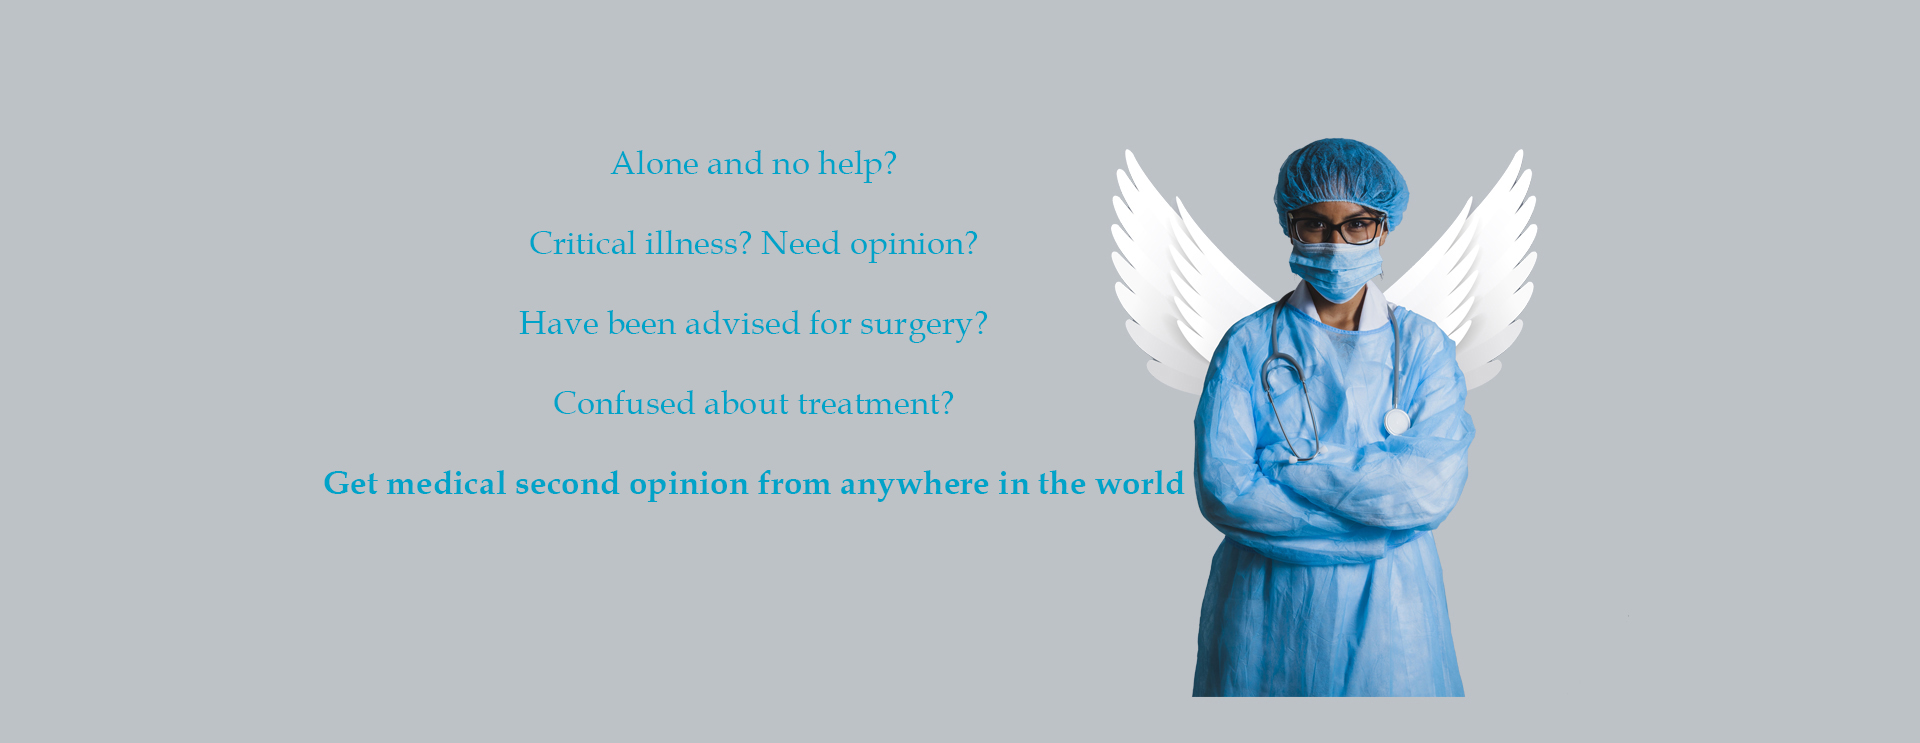 Alone and no help?
Critical illness? Need opinion?
Have been advised for surgery?
Confused about treatment?
Get medical second opinion from anywhere in the world